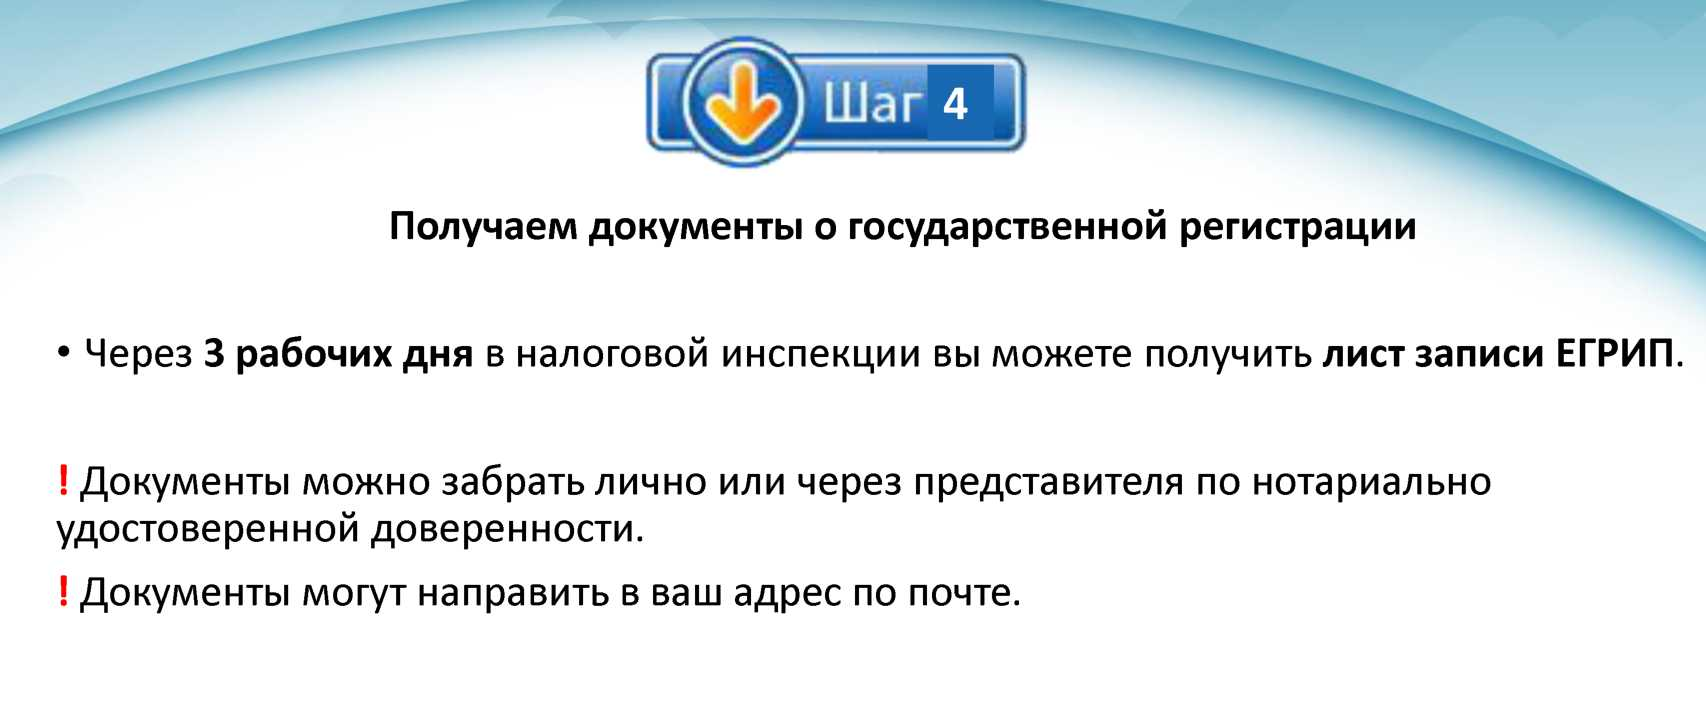 Шаг 4
Получаем документы о государственной регистрации
• Через 3 рабочих дня в налоговой инспекции вы можете получить лист записи ЕГРИП.
! Документы можно забрать лично или через представителя по нотариально
удостоверенной доверенности.
! Документы могут направить в ваш адрес по почте.